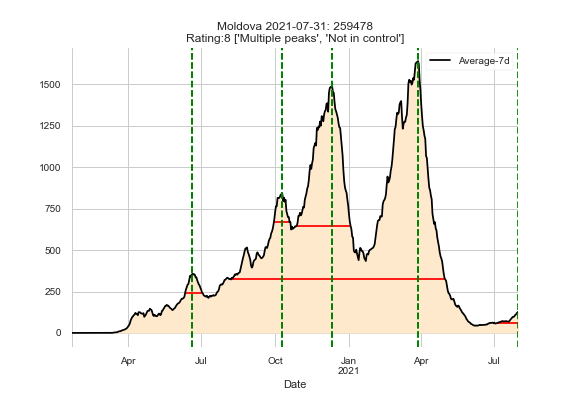 Moldova 2021-07-31: 259478
Rating:8 ['Multiple peaks', 'Not in control']
Average-7d
1500
1250
1000
750
500
250
0
Apr Jul Oct Jan Apr Jul
2021
Date